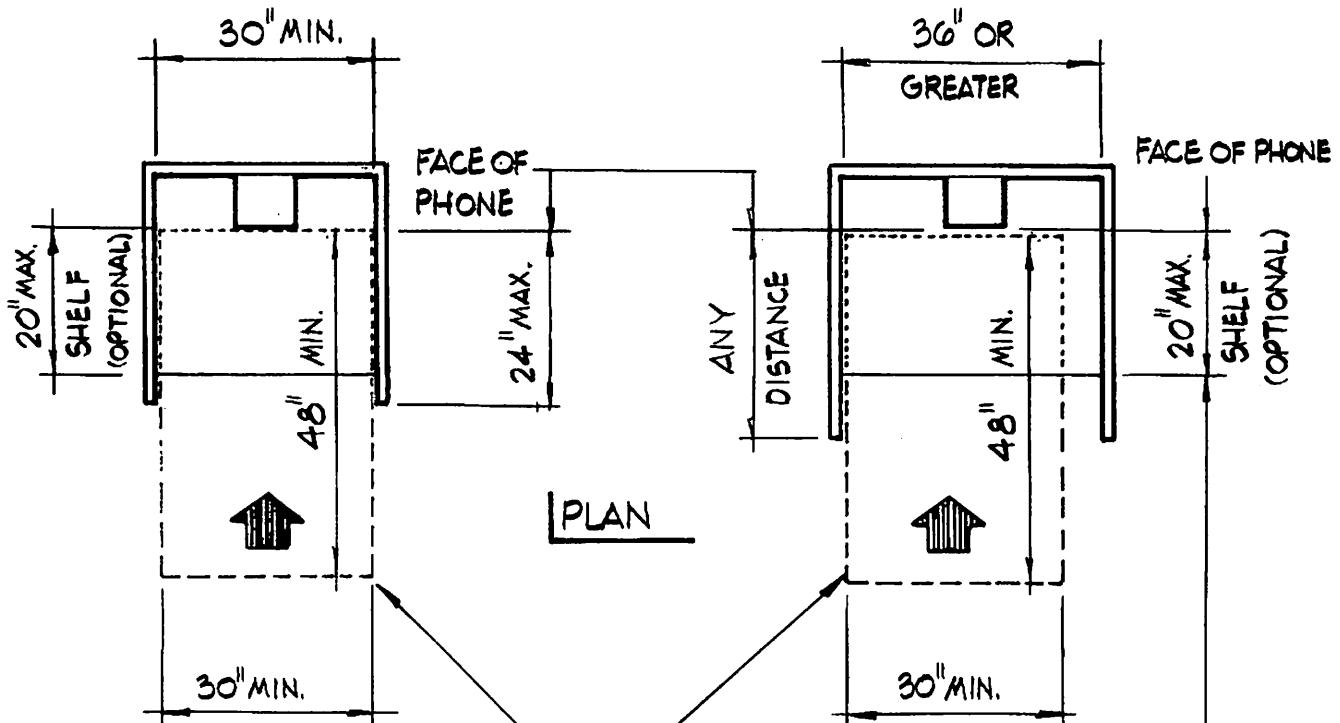 30" MIN.
36" OR
GREATER
FACE OF
PHONE
FACE OF PHONE
20" MAX.
SHELF
(OPTIONAL)
48" MIN.
24" MAX.
ANY
DISTANCE
48" MIN.
20" MAX.
SHELF
(OPTIONAL)
PLAN
30" MIN.
30" MIN.